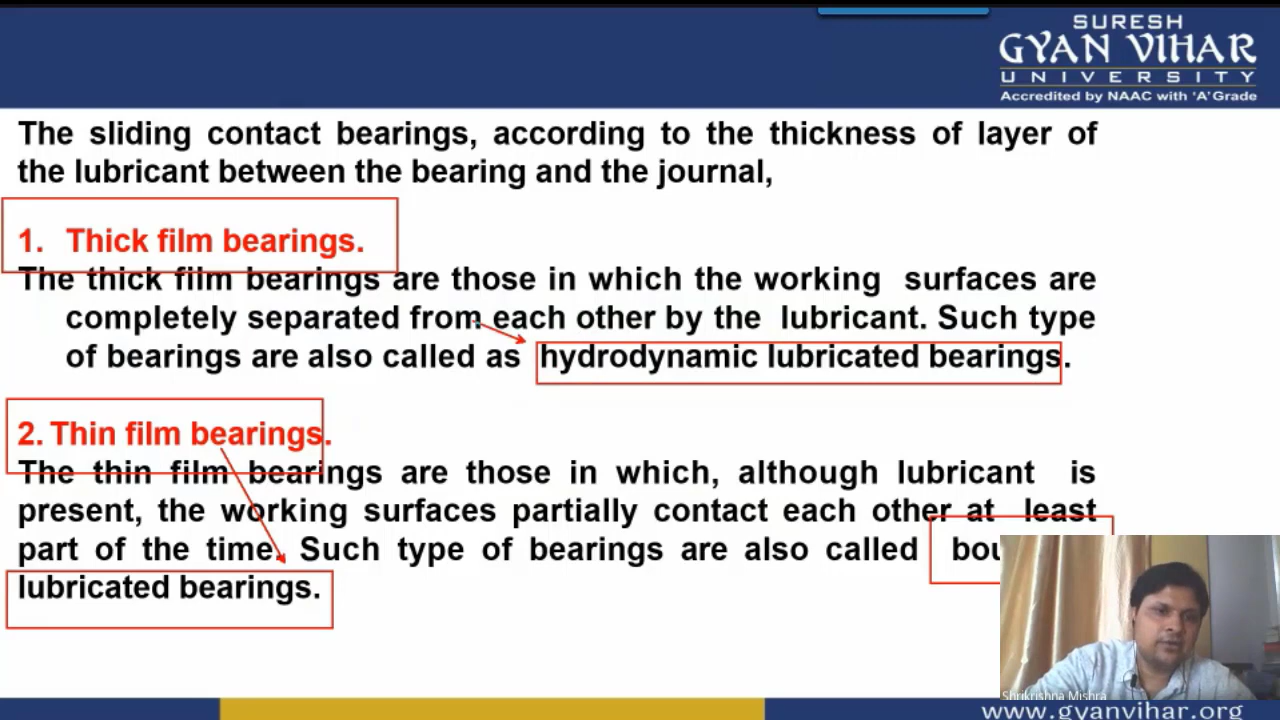 SURESH
GYAN VIHAR
UNIVERSITY
Accredited by NAAC with 'A' Grade
The sliding contact bearings, according to the thickness of layer of
the lubricant between the bearing and the journal,
1. Thick film bearings.
The thick film bearings are those in which the working surfaces are
completely separated from each other by the lubricant. Such type
of bearings are also called as hydrodynamic lubricated bearings.
2. Thin film bearings.
The thin film bearings are those in which, although lubricant is
present, the working surfaces partially contact each other at least
part of the time. Such type of bearings are also called
lubricated bearings.
Shrikrishna Mishra
www.gyanvihar.org